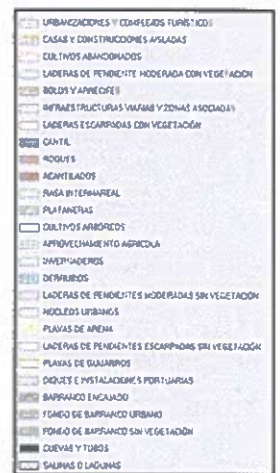 URBANIZACIONES Y COMPLEJOS TURÍSTICOS
CASAS Y CONSTRUCCIONES AISLADAS
CULTIVOS ABANDONADOS
LADERAS DE PENDIENTE MODERADA CON VEGETACIÓN
BOLOS Y ARRECIFES
INFRAESTRUCTURAS VIARIAS Y ZONAS ASOCIADAS
LADERAS ESCARPADAS CON VEGETACIÓN
CANTIL
ROQUES
ACANTILADOS
RASA INTERMAREAL
PLATANERAS
CULTIVOS ARBÓREOS
APROVECHAMIENTO AGRICOLA
INVERNADEROS
DERRUBIOS
LADERAS DE PENDIENTES MODERADAS SIN VEGETACIÓN
NÚCLEOS URBANOS
PLAYAS DE ARENA
LADERAS DE PENDIENTES ESCARPADAS SIN VEGETACIÓN
PLAYAS DE GUIJARROS
DIQUES E INSTALACIONES PORTUARIAS
BARRANCO ENCAJADO
FONDO DE BARRANCO URBANO
FONDO DE BARRANCO SIN VEGETACIÓN
CUEVAS Y TUBOS
SALINAS O LAGUNAS